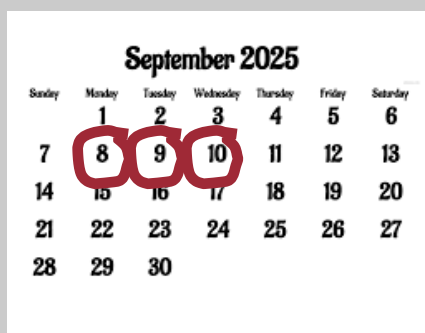 September 2025
Sunday Monday Tuesday Wednesday Thursday Friday Saturday
1 2 3 4 5 6
7 8 9 10 11 12 13
14 15 16 17 18 19 20
21 22 23 24 25 26 27
28 29 30